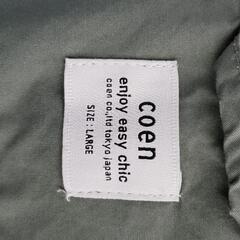 coen
enjoy easy chic
coen co.,ltd tokyo japan
SIZE : LARGE